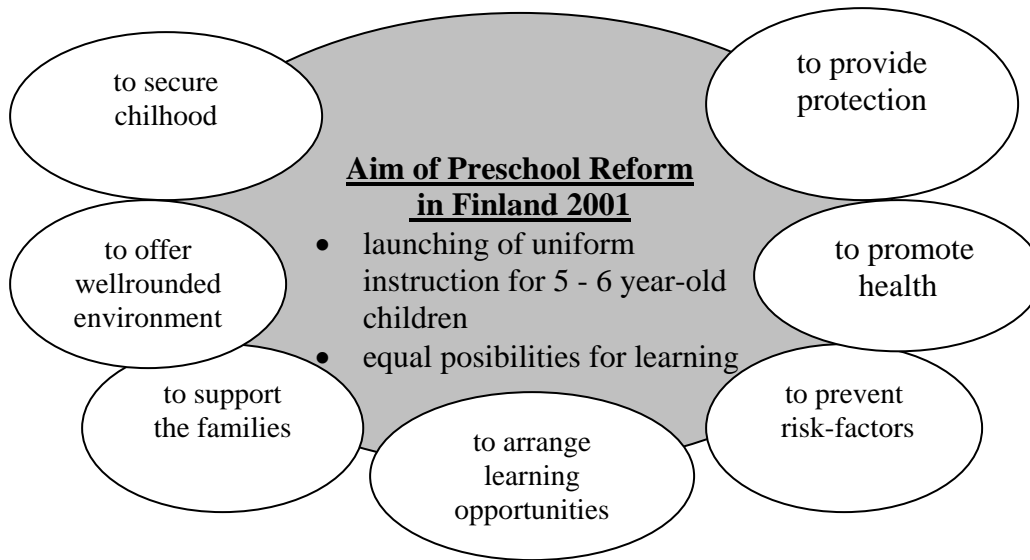 to secure
chilhood
to provide
protection
Aim of Preschool Reform
in Finland 2001
• launching of uniform
instruction for 5 - 6 year-old
children
• equal posibilities for learning
to offer
wellrounded
environment
to promote
health
to support
the families
to arrange
learning
opportunities
to prevent
risk-factors